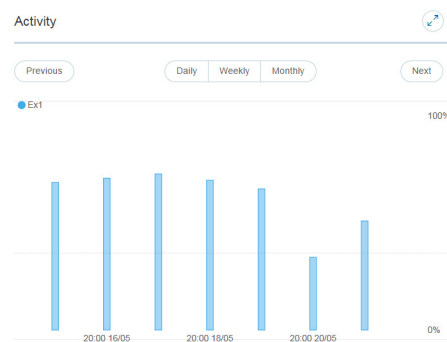 Activity
Previous
Daily Weekly Monthly
Next
Ex1
100%
0%
20:00 16/05 20:00 18/05 20:00 20/05